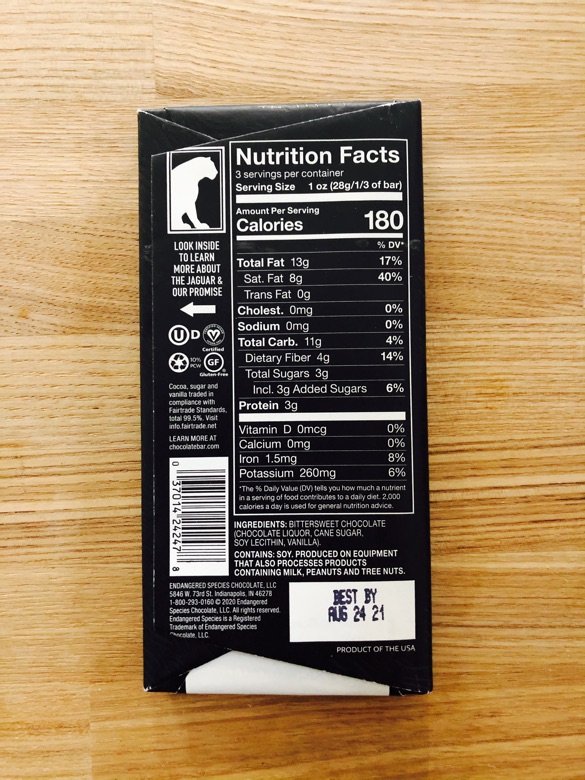 Nutrition Facts
3 servings per container
Serving Size 1 oz (28g/1/3 of bar)
Amount Per Serving
Calories 180
% DV*
Total Fat 13g 17%
Sat. Fat 8g 40%
Trans Fat 0g
Cholest. 0mg 0%
Sodium 0mg 0%
Total Carb. 11g 4%
Dietary Fiber 4g 14%
Total Sugars 3g
Incl. 3g Added Sugars 6%
Protein 3g
Vitamin D 0mcg 0%
Calcium 0mg 0%
Iron 1.5mg 8%
Potassium 260mg 6%
*The % Daily Value (DV) tells you how much a nutrient
in a serving of food contributes to a daily diet. 2,000
calories a day is used for general nutrition advice.
INGREDIENTS: BITTERSWEET CHOCOLATE
(CHOCOLATE LIQUOR, CANE SUGAR,
SOY LECITHIN, VANILLA).
CONTAINS: SOY. PRODUCED ON EQUIPMENT
THAT ALSO PROCESSES PRODUCTS
CONTAINING MILK, PEANUTS AND TREE NUTS.
LOOK INSIDE
TO LEARN
MORE ABOUT
THE JAGUAR &
OUR PROMISE
U D
V
Certified
10%
PCW
GF
Gluten-Free
Cocoa, sugar and
vanilla traded in
compliance with
Fairtrade Standards,
total 99.5%. Visit
info.fairtrade.net
LEARN MORE AT
chocolatebar.com
0 37014 24247 8
ENDANGERED SPECIES CHOCOLATE, LLC
5846 W. 73rd St. Indianapolis, IN 46278
1-800-293-0160 © 2020 Endangered
Species Chocolate, LLC. All rights reserved.
Endangered Species is a Registered
Trademark of Endangered Species
Chocolate, LLC.
BEST BY
AUG 24 21
PRODUCT OF THE USA